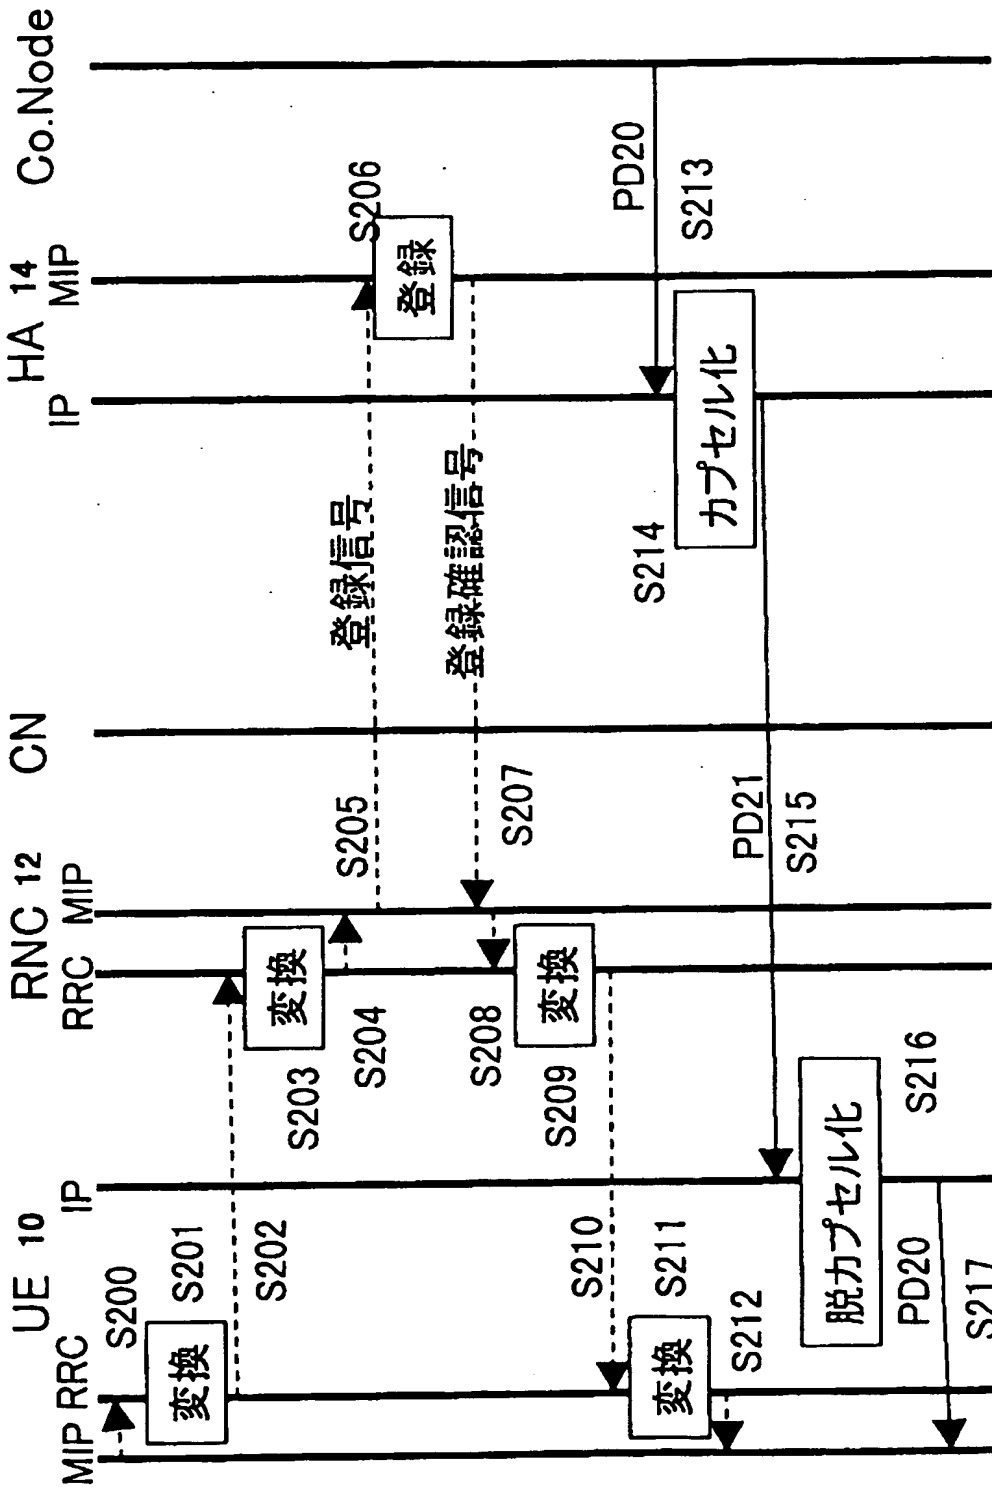 UE 10
RNC 12
CN
HA 14
Co.Node
MIP
RRC
IP
RRC
MIP
IP
MIP
S200
変換
S201
S202
変換
S203
S204
登録信号
S205
登録
S206
登録確認信号
S207
S208
変換
S209
S210
変換
S211
S212
PD20
S213
カプセル化
S214
PD21
S215
脱カプセル化
S216
PD20
S217